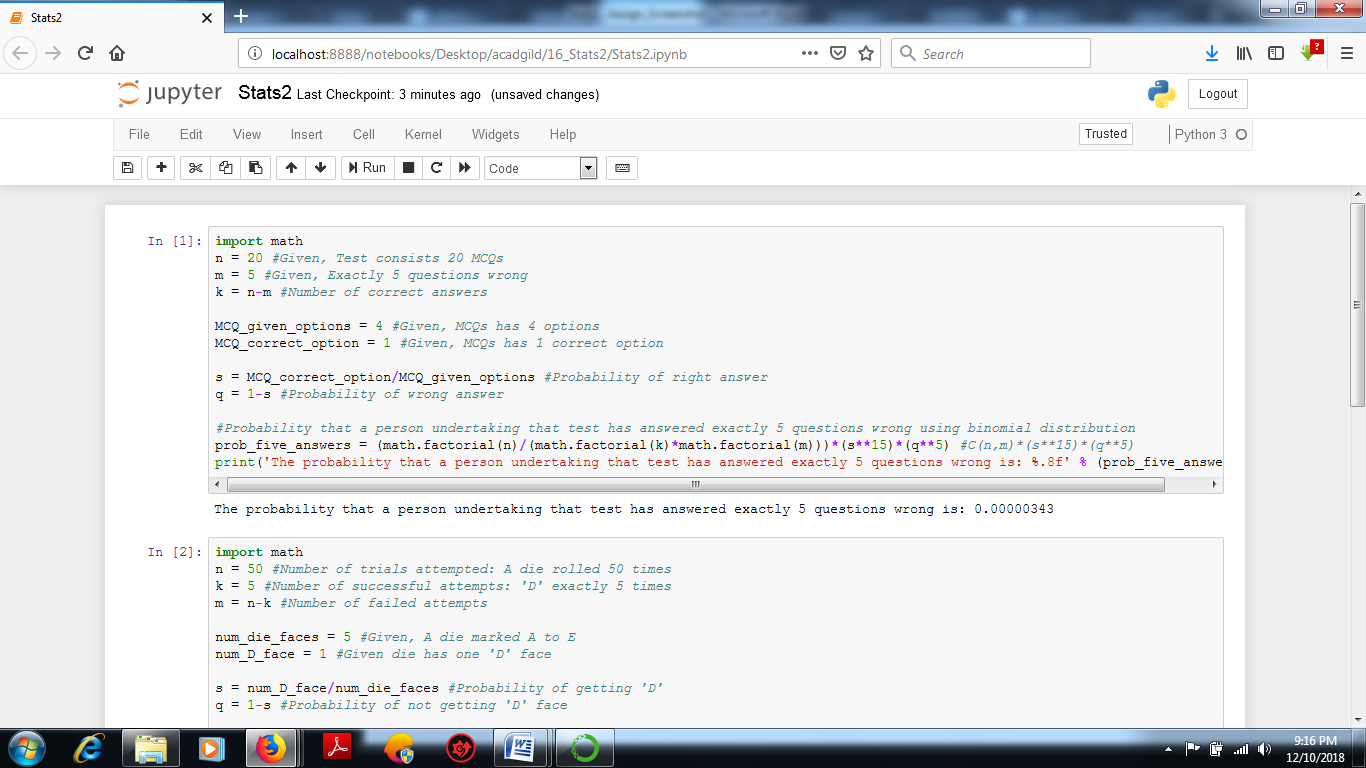 Stats2
localhost:8888/notebooks/Desktop/acadgild/16_Stats2/Stats2.ipynb
Search
jupyter Stats2 Last Checkpoint: 3 minutes ago (unsaved changes)
Logout
File Edit View Insert Cell Kernel Widgets Help
Trusted
Python 3
Run
Code
In [1]:
import math
n = 20 #Given, Test consists 20 MCQs
m = 5 #Given, Exactly 5 questions wrong
k = n-m #Number of correct answers
MCQ_given_options = 4 #Given, MCQs has 4 options
MCQ_correct_option = 1 #Given, MCQs has 1 correct option
s = MCQ_correct_option/MCQ_given_options #Probability of right answer
q = 1-s #Probability of wrong answer
#Probability that a person undertaking that test has answered exactly 5 questions wrong using binomial distribution
prob_five_answers = (math.factorial(n)/(math.factorial(k)*math.factorial(m)))*(s**15)*(q**5) #C(n,m)*(s**15)*(q**5)
print('The probability that a person undertaking that test has answered exactly 5 questions wrong is: %.8f' % (prob_five_answe
The probability that a person undertaking that test has answered exactly 5 questions wrong is: 0.00000343
In [2]:
import math
n = 50 #Number of trials attempted: A die rolled 50 times
k = 5 #Number of successful attempts: 'D' exactly 5 times
m = n-k #Number of failed attempts
num_die_faces = 5 #Given, A die marked A to E
num_D_face = 1 #Given die has one 'D' face
s = num_D_face/num_die_faces #Probability of getting 'D'
q = 1-s #Probability of not getting 'D' face
9:16 PM
12/10/2018